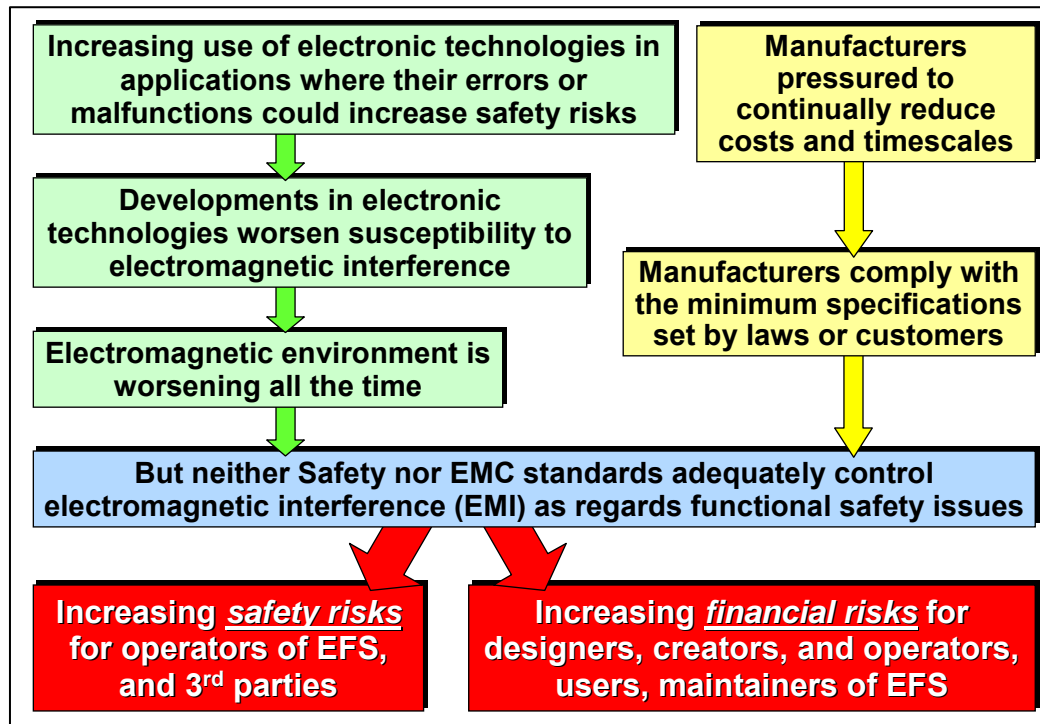 Increasing use of electronic technologies in
applications where their errors or
malfunctions could increase safety risks
Developments in electronic
technologies worsen susceptibility to
electromagnetic interference
Electromagnetic environment is
worsening all the time
Manufacturers
pressured to
continually reduce
costs and timescales
Manufacturers comply with
the minimum specifications
set by laws or customers
But neither Safety nor EMC standards adequately control
electromagnetic interference (EMI) as regards functional safety issues
Increasing safety risks
for operators of EFS,
and 3rd parties
Increasing financial risks for
designers, creators, and operators,
users, maintainers of EFS